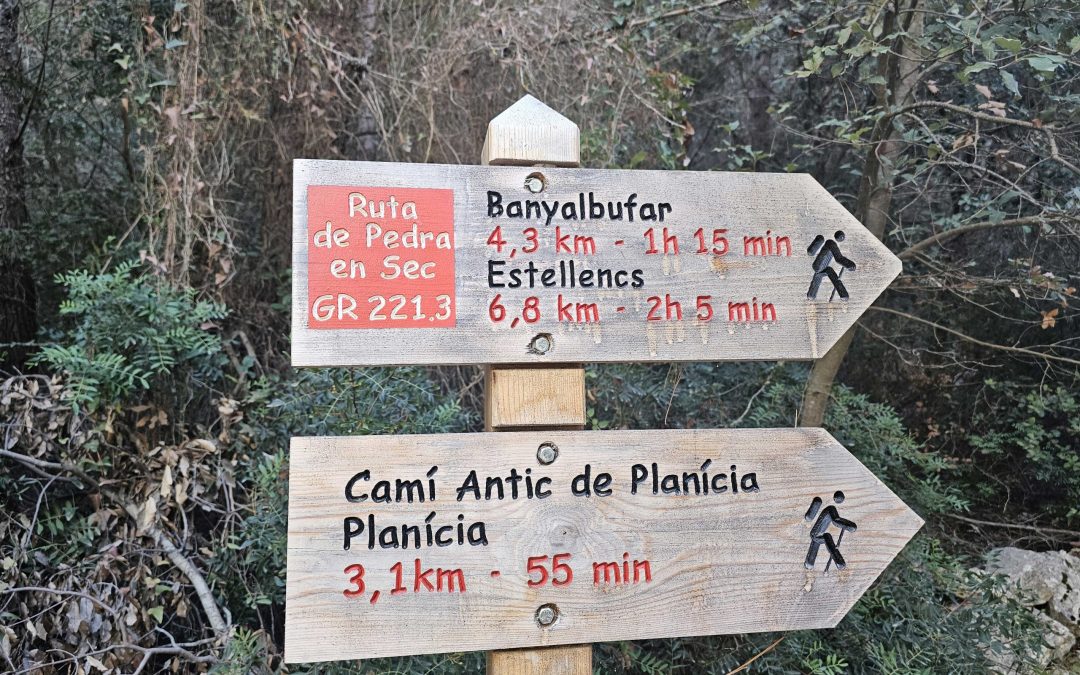 Ruta
de Pedra
en Sec
GR 221.3
Banyalbufar
4,3 km - 1h 15 min
Estellencs
6,8 km - 2h 5 min
Camí Antic de Planícia
Planícia
3,1km - 55 min